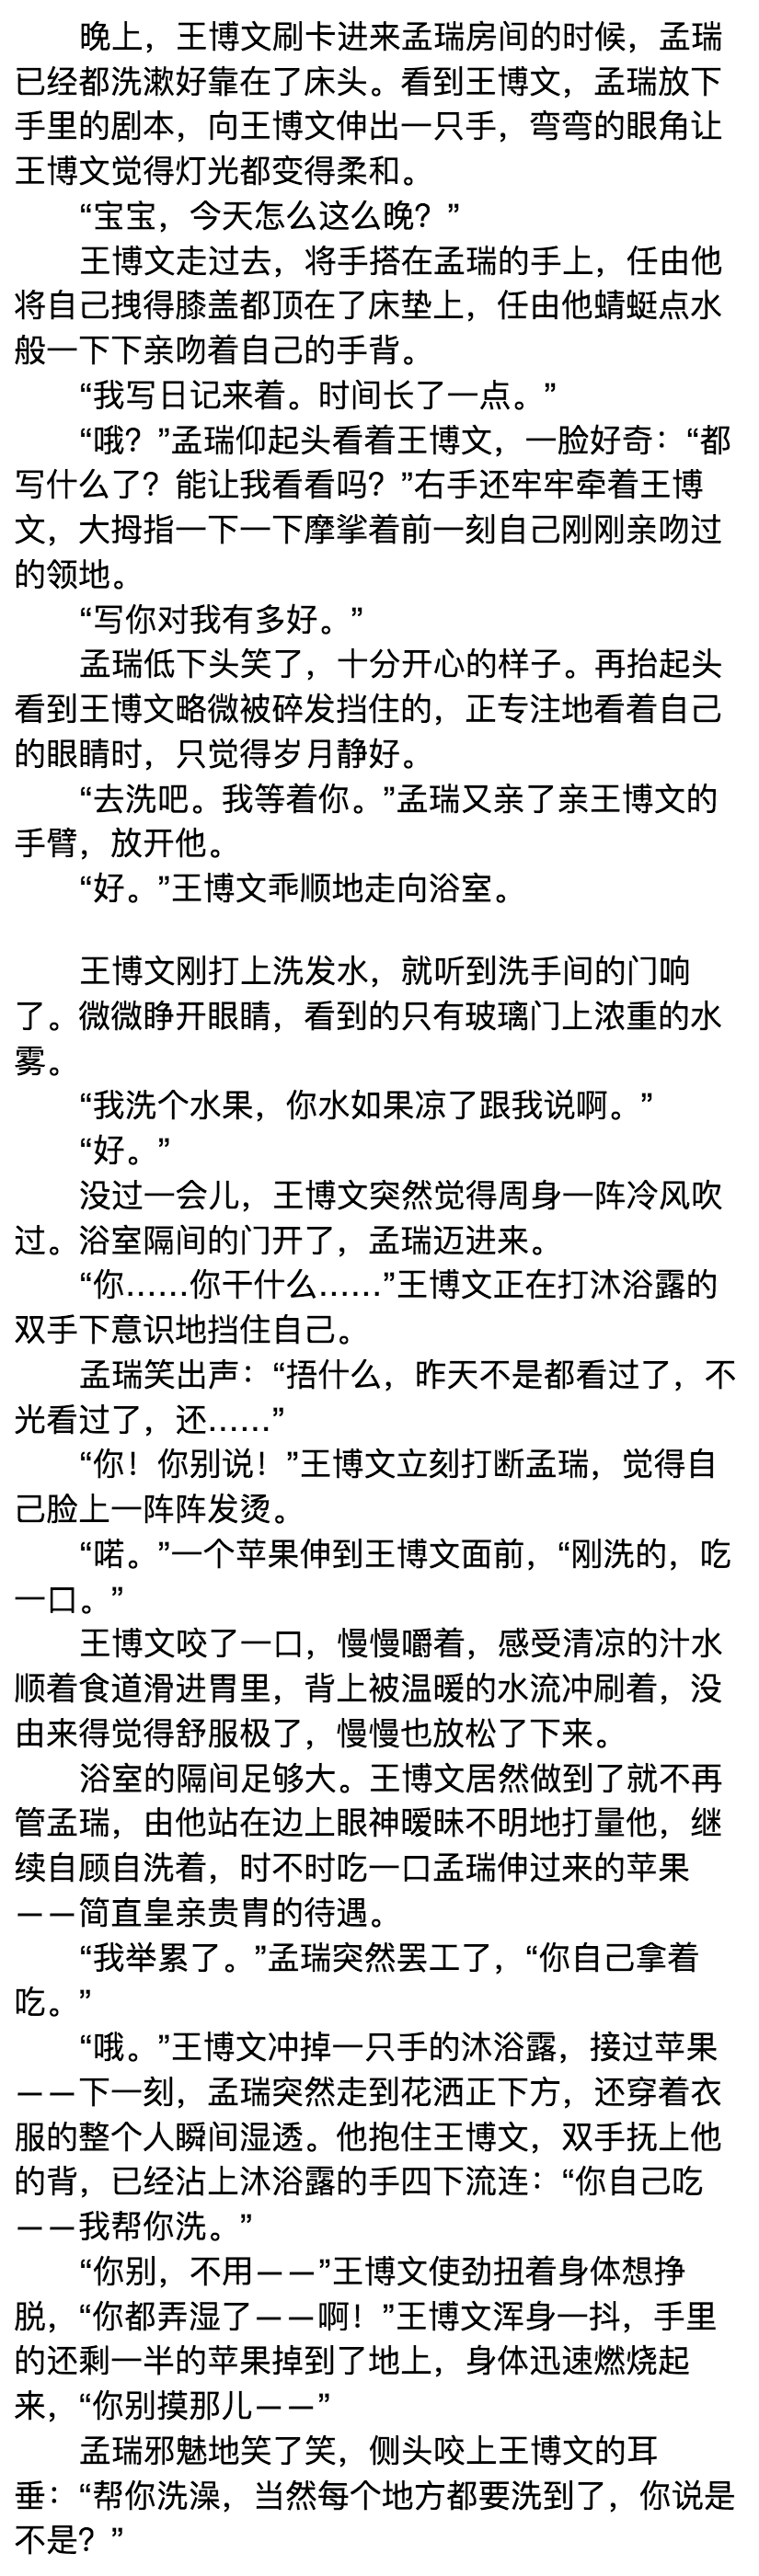 晚上，王博文刷卡进来孟瑞房间的时候，孟瑞
已经都洗漱好靠在了床头。看到王博文，孟瑞放下
手里的剧本，向王博文伸出一只手，弯弯的眼角让
王博文觉得灯光都变得柔和。
“宝宝，今天怎么这么晚？”
王博文走过去，将手搭在孟瑞的手上，任由他
将自己拽得膝盖都顶在了床垫上，任由他蜻蜓点水
般一下下亲吻着自己的手背。
“我写日记来着。时间长了一点。”
“哦？”孟瑞仰起头看着王博文，一脸好奇：“都
写什么了？能让我看看吗？”右手还牢牢牵着王博
文，大拇指一下一下摩挲着前一刻自己刚刚亲吻过
的领地。
“写你对我有多好。”
孟瑞低下头笑了，十分开心的样子。再抬起头
看到王博文略微被碎发挡住的，正专注地看着自己
的眼睛时，只觉得岁月静好。
“去洗吧。我等着你。”孟瑞又亲了亲王博文的
手臂，放开他。
“好。”王博文乖顺地走向浴室。
王博文刚打上洗发水，就听到洗手间的门响
了。微微睁开眼睛，看到的只有玻璃门上浓重的水
雾。
“我洗个水果，你水如果凉了跟我说啊。”
“好。”
没过一会儿，王博文突然觉得周身一阵冷风吹
过。浴室隔间的门开了，孟瑞迈进来。
“你……你干什么……”王博文正在打沐浴露的
双手下意识地挡住自己。
孟瑞笑出声：“捂什么，昨天不是都看过了，不
光看过了，还……”
“你！你别说！”王博文立刻打断孟瑞，觉得自
己脸上一阵阵发烫。
“喏。”一个苹果伸到王博文面前，“刚洗的，吃
一口。”
王博文咬了一口，慢慢嚼着，感受清凉的汁水
顺着食道滑进胃里，背上被温暖的水流冲刷着，没
由来得觉得舒服极了，慢慢也放松了下来。
浴室的隔间足够大。王博文居然做到了就不再
管孟瑞，由他站在边上眼神暧昧不明地打量他，继
续自顾自洗着，时不时吃一口孟瑞伸过来的苹果
——简直皇亲贵胄的待遇。
“我举累了。”孟瑞突然罢工了，“你自己拿着
吃。”
“哦。”王博文冲掉一只手的沐浴露，接过苹果
——下一刻，孟瑞突然走到花洒正下方，还穿着衣
服的整个人瞬间湿透。他抱住王博文，双手抚上他
的背，已经沾上沐浴露的手四下流连：“你自己吃
——我帮你洗。”
“你别，不用——”王博文使劲扭着身体想挣
脱，“你都弄湿了——啊！”王博文浑身一抖，手里
的还剩一半的苹果掉到了地上，身体迅速燃烧起
来，“你别摸那儿——”
孟瑞邪魅地笑了笑，侧头咬上王博文的耳
垂：“帮你洗澡，当然每个地方都要洗到了，你说是
不是？”